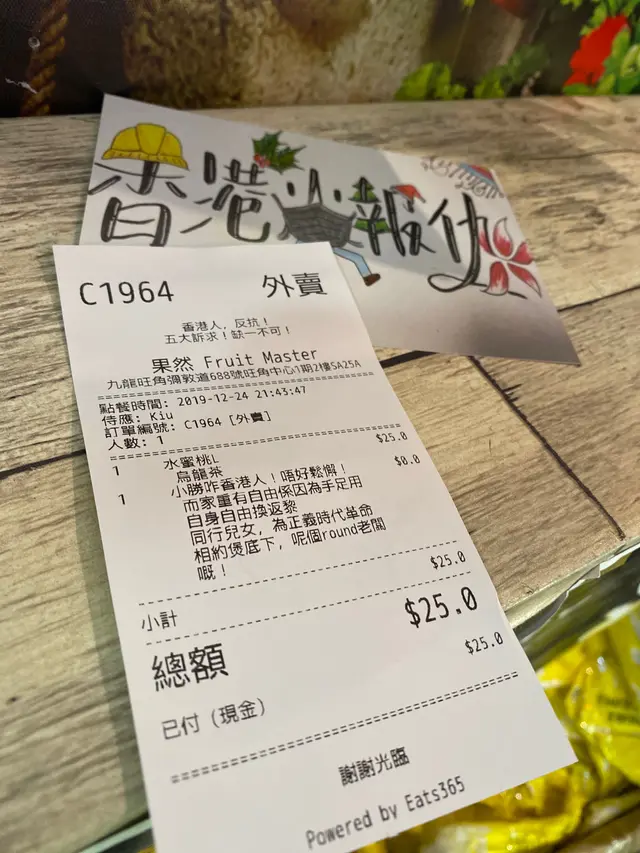 香港人報仇
C1964 外賣
香港人，反抗！
五大訴求！缺一不可！
果然 Fruit Master
九龍旺角彌敦道688號旺角中心1期2樓SA25A
點餐時間: 2019-12-24 21:43:47
侍應: Kiu
訂單編號: C1964 [外賣]
人數: 1
1 水蜜桃L $25.0
烏龍茶
1 小勝咋香港人！唔好鬆懈！ $0.0
而家重有自由係因為手足用
自身自由換返黎
同行兒女，為正義時代革命
相約煲底下，呢個round老闆
嘅！
小計 $25.0
總額 $25.0
已付 (現金) $25.0
謝謝光臨
Powered by Eats365